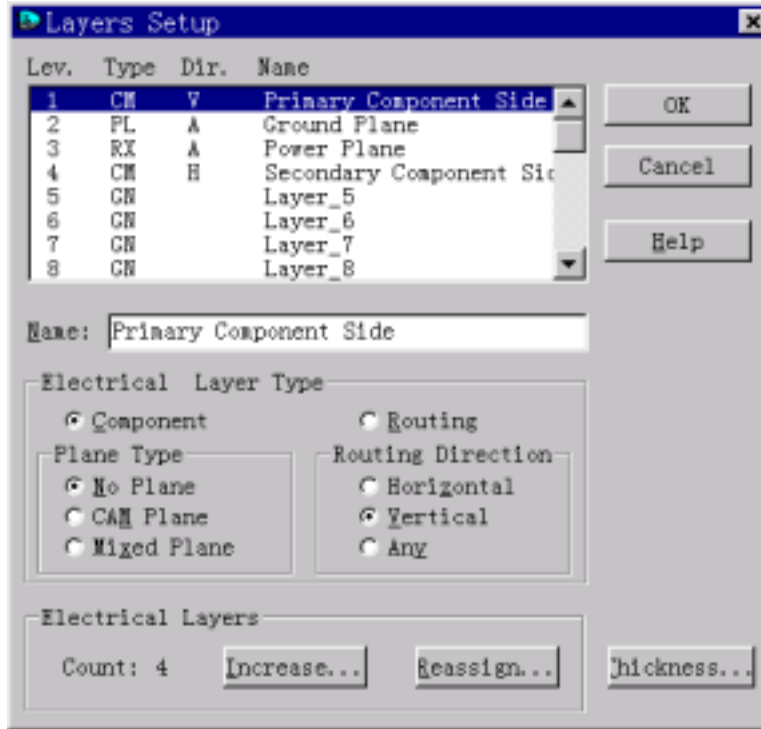 Layers Setup
Lev. Type Dir. Name
1 CM V Primary Component Side
2 PL A Ground Plane
3 RX A Power Plane
4 CM H Secondary Component Sid
5 GN Layer_5
6 GN Layer_6
7 GN Layer_7
8 GN Layer_8
OK
Cancel
Help
Name: Primary Component Side
Electrical Layer Type
Component Routing
Plane Type Routing Direction
No Plane Horizontal
CAM Plane Vertical
Mixed Plane Any
Electrical Layers
Count: 4 Increase... Reassign... Thickness...